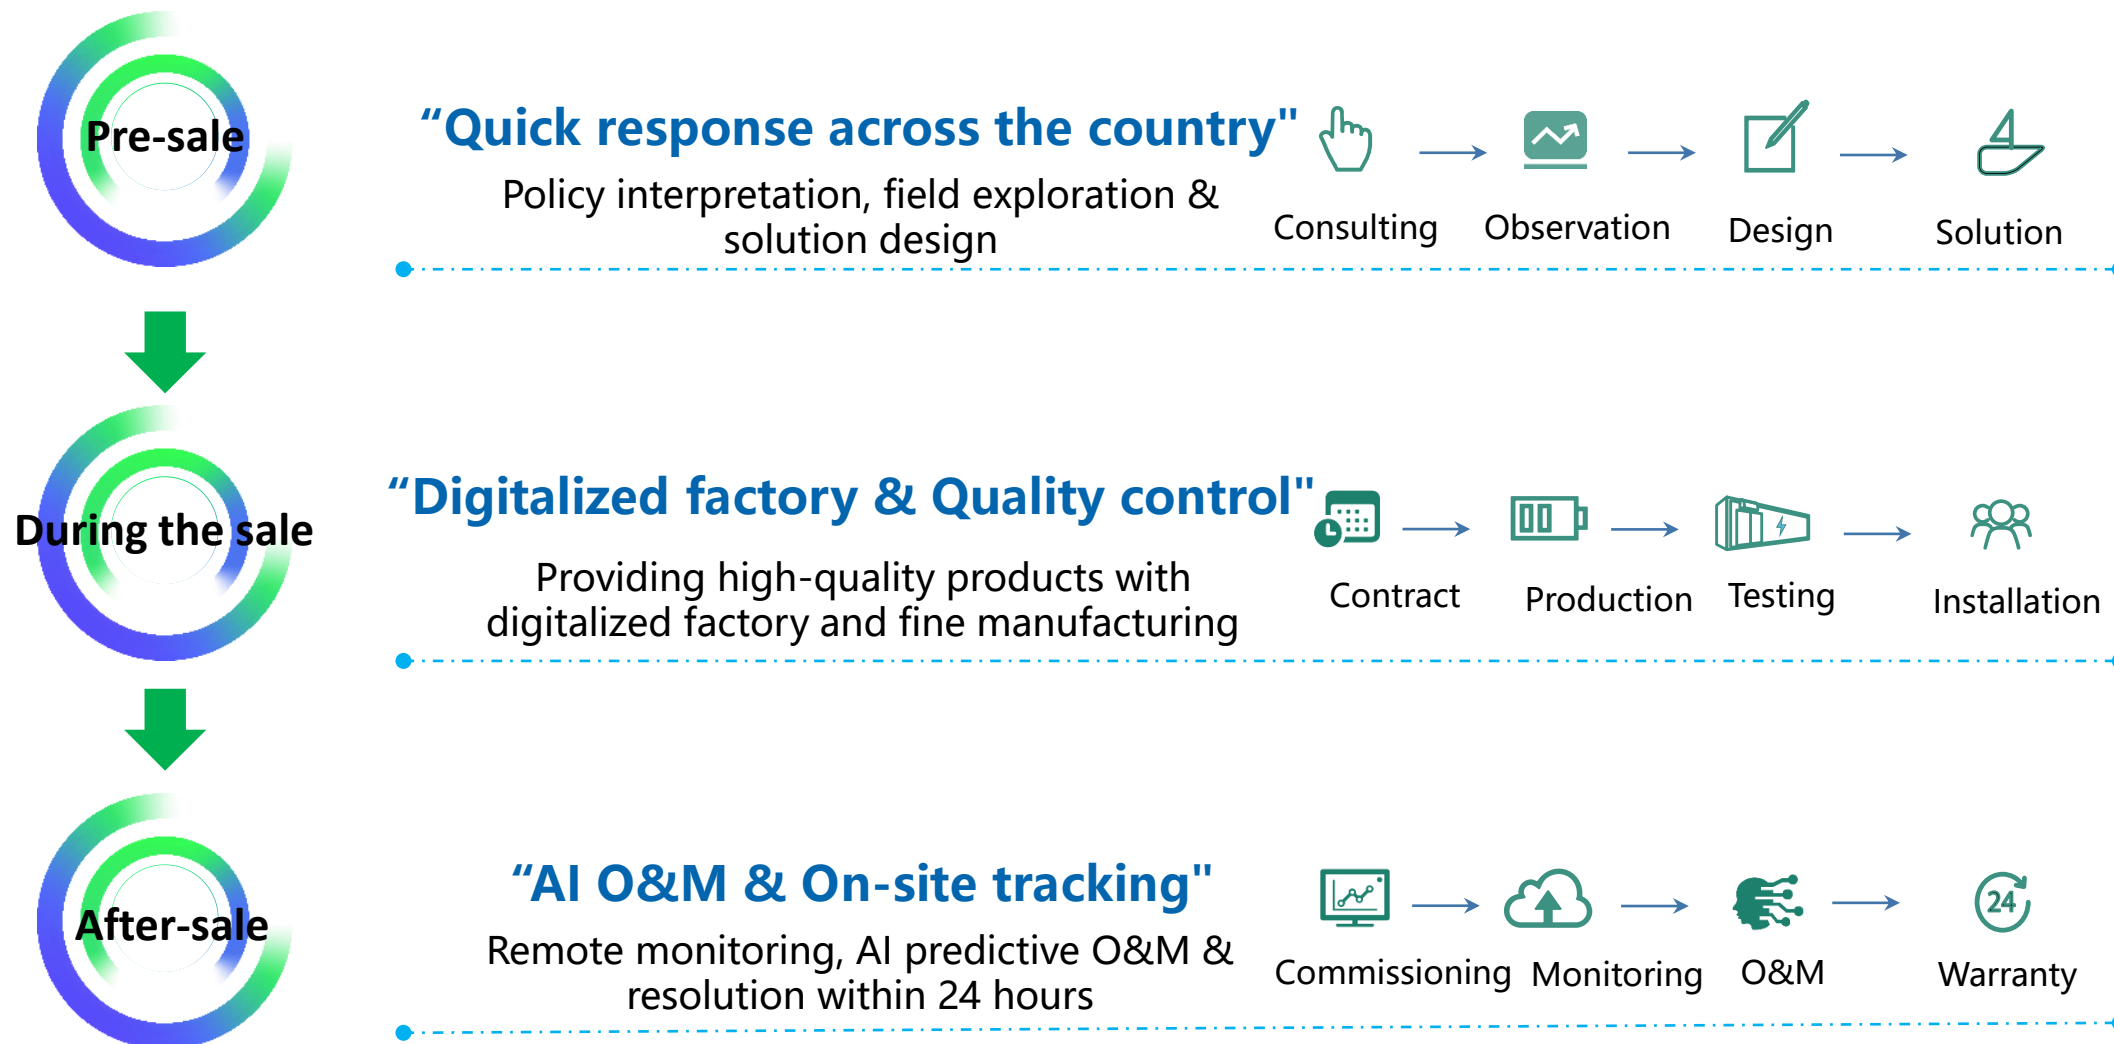 Pre-sale
“Quick response across the country"
Policy interpretation, field exploration &
solution design
Consulting
Observation
Design
Solution
During the sale
“Digitalized factory & Quality control"
Providing high-quality products with
digitalized factory and fine manufacturing
Contract
Production
Testing
Installation
After-sale
“AI O&M & On-site tracking"
Remote monitoring, AI predictive O&M &
resolution within 24 hours
24
Commissioning
Monitoring
O&M
Warranty